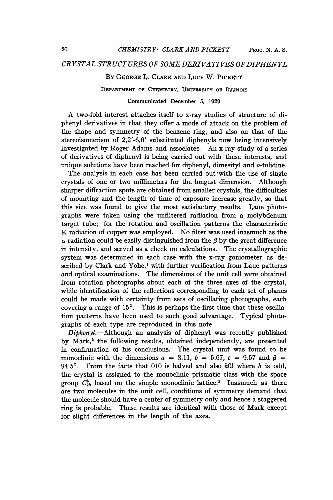 20 CHEMISTRY: CLARK AND PICKETT PROC. N. A. S.
CRYSTAL STRUCTURES OF SOME DERIVATIVES OF DIPHENYL
BY GEORGE L. CLARK AND LUCY W. PICKETT
DEPARTMENT OF CHEMISTRY, UNIVERSITY OF ILLINOIS
Communicated December 5, 1929
A two-fold interest attaches itself to x-ray studies of structure of di-
phenyl derivatives in that they offer a mode of attack on the problem of
the shape and symmetry of the benzene ring, and also on that of the
stereoisomerism of 2,2'-6,6' substituted diphenyls now being intensively
investigated by Roger Adams and associates. An x-ray study of a series
of derivatives of diphenyl is being carried out with these interests, and
unique solutions have been reached for diphenyl, dimesityl and o-tolidine.
The analysis in each case has been carried out with the use of single
crystals of one or two millimeters for the longest dimension. Although
sharper diffraction spots are obtained from smaller crystals, the difficulties
of mounting and the length of time of exposure increase greatly, so that
this size was found to give the most satisfactory results. Laue photo-
graphs were taken using the unfiltered radiation from a molybdenum
target tube; for the rotation and oscillation patterns the characteristic
K radiation of copper was employed. No filter was used inasmuch as the
α radiation could be easily distinguished from the β by the great difference
in intensity, and served as a check on calculations. The crystallographic
system was determined in each case with the x-ray goniometer as de-
scribed by Clark and Yohe,¹ with further verification from Laue patterns
and optical examinations. The dimensions of the unit cell were obtained
from rotation photographs about each of the three axes of the crystal,
while identification of the reflections corresponding to each set of planes
could be made with certainty from sets of oscillating photographs, each
covering a range of 15°. This is perhaps the first time that these oscilla-
tion patterns have been used to such good advantage. Typical photo-
graphs of each type are reproduced in this note.
Diphenyl.—Although an analysis of diphenyl was recently published
by Mark,² the following results, obtained independently, are presented
in confirmation of his conclusions. The crystal unit was found to be
monoclinic with the dimensions a = 8.11, b = 5.67, c = 9.57 and β =
94.5°. From the facts that 010 is halved and also h0l where h is odd,
the crystal is assigned to the monoclinic prismatic class with the space
group based on the simple monoclinic lattice.³ Inasmuch as there
are two molecules in the unit cell, conditions of symmetry demand that
the molecule should have a center of symmetry only and hence a staggered
ring is probable. These results are identical with those of Mark except
for slight differences in the length of the axes.